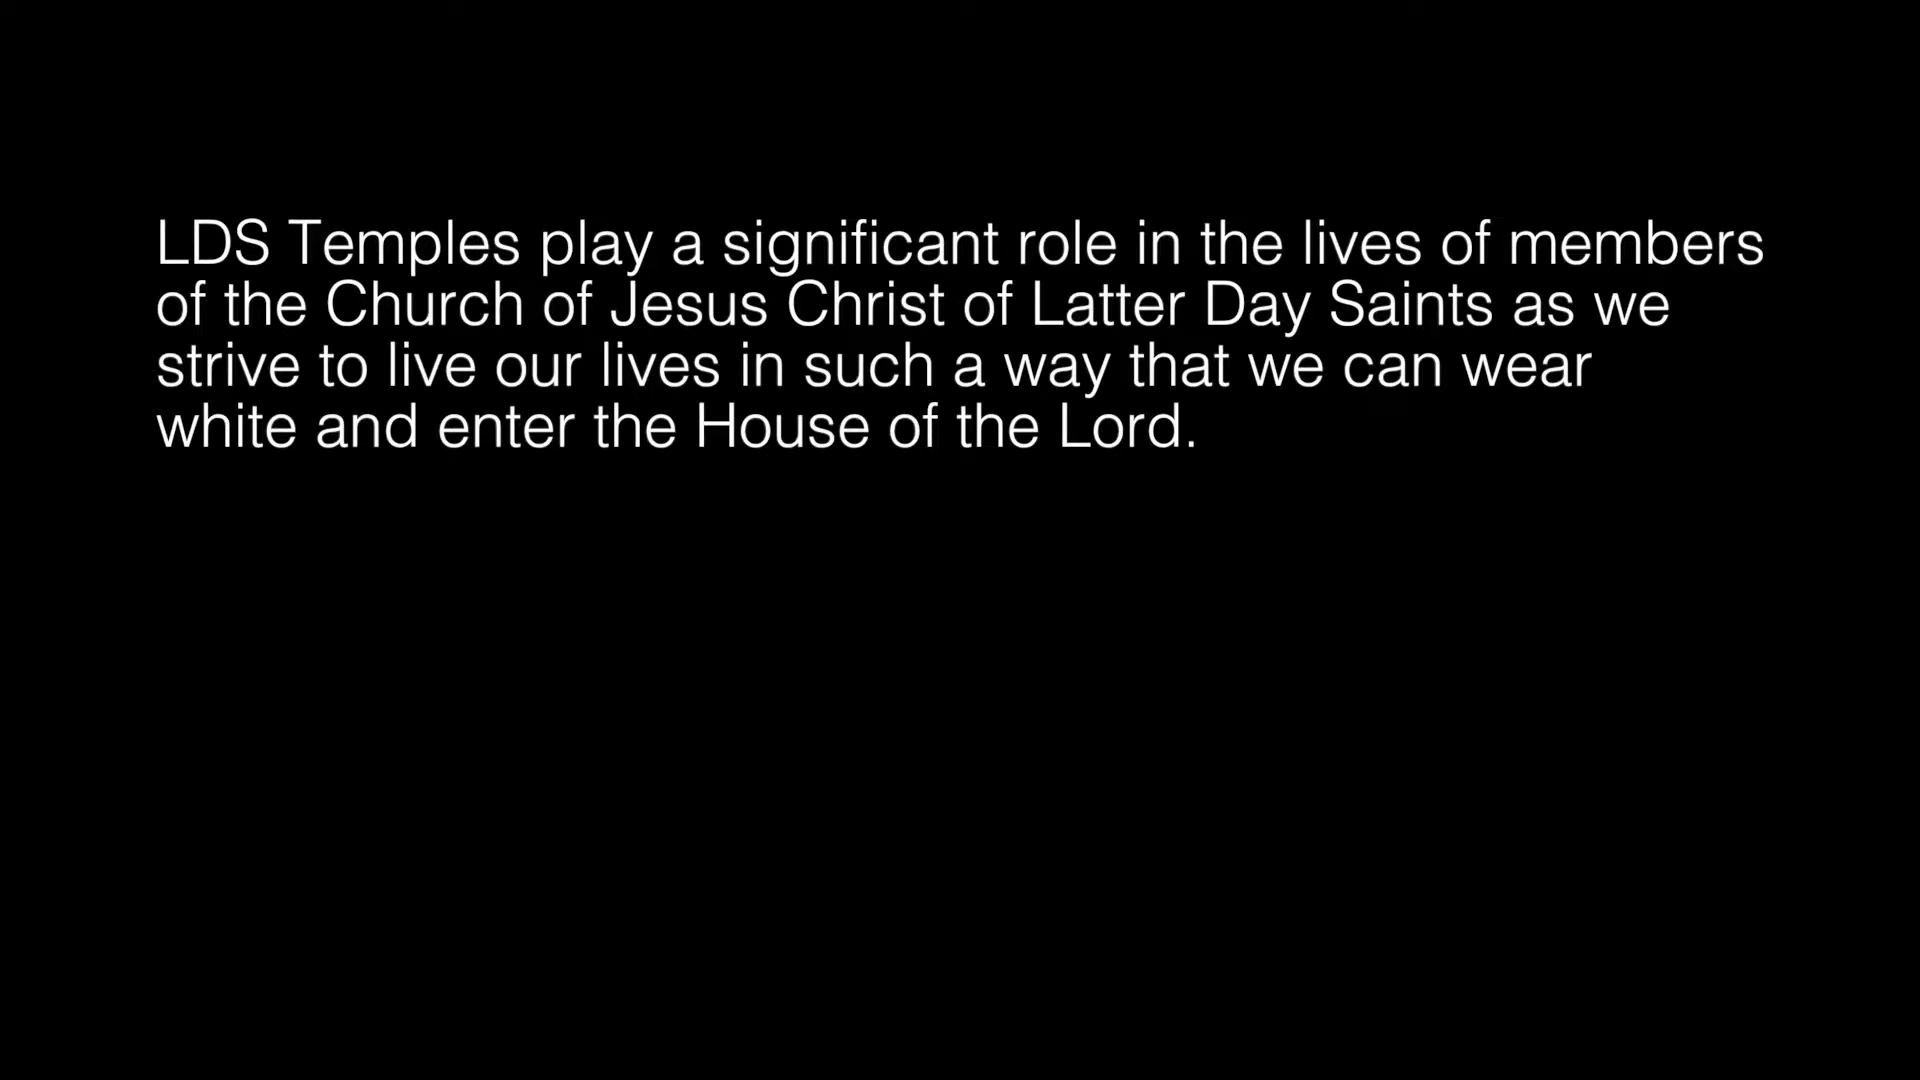 LDS Temples play a significant role in the lives of members
of the Church of Jesus Christ of Latter Day Saints as we
strive to live our lives in such a way that we can wear
white and enter the House of the Lord.